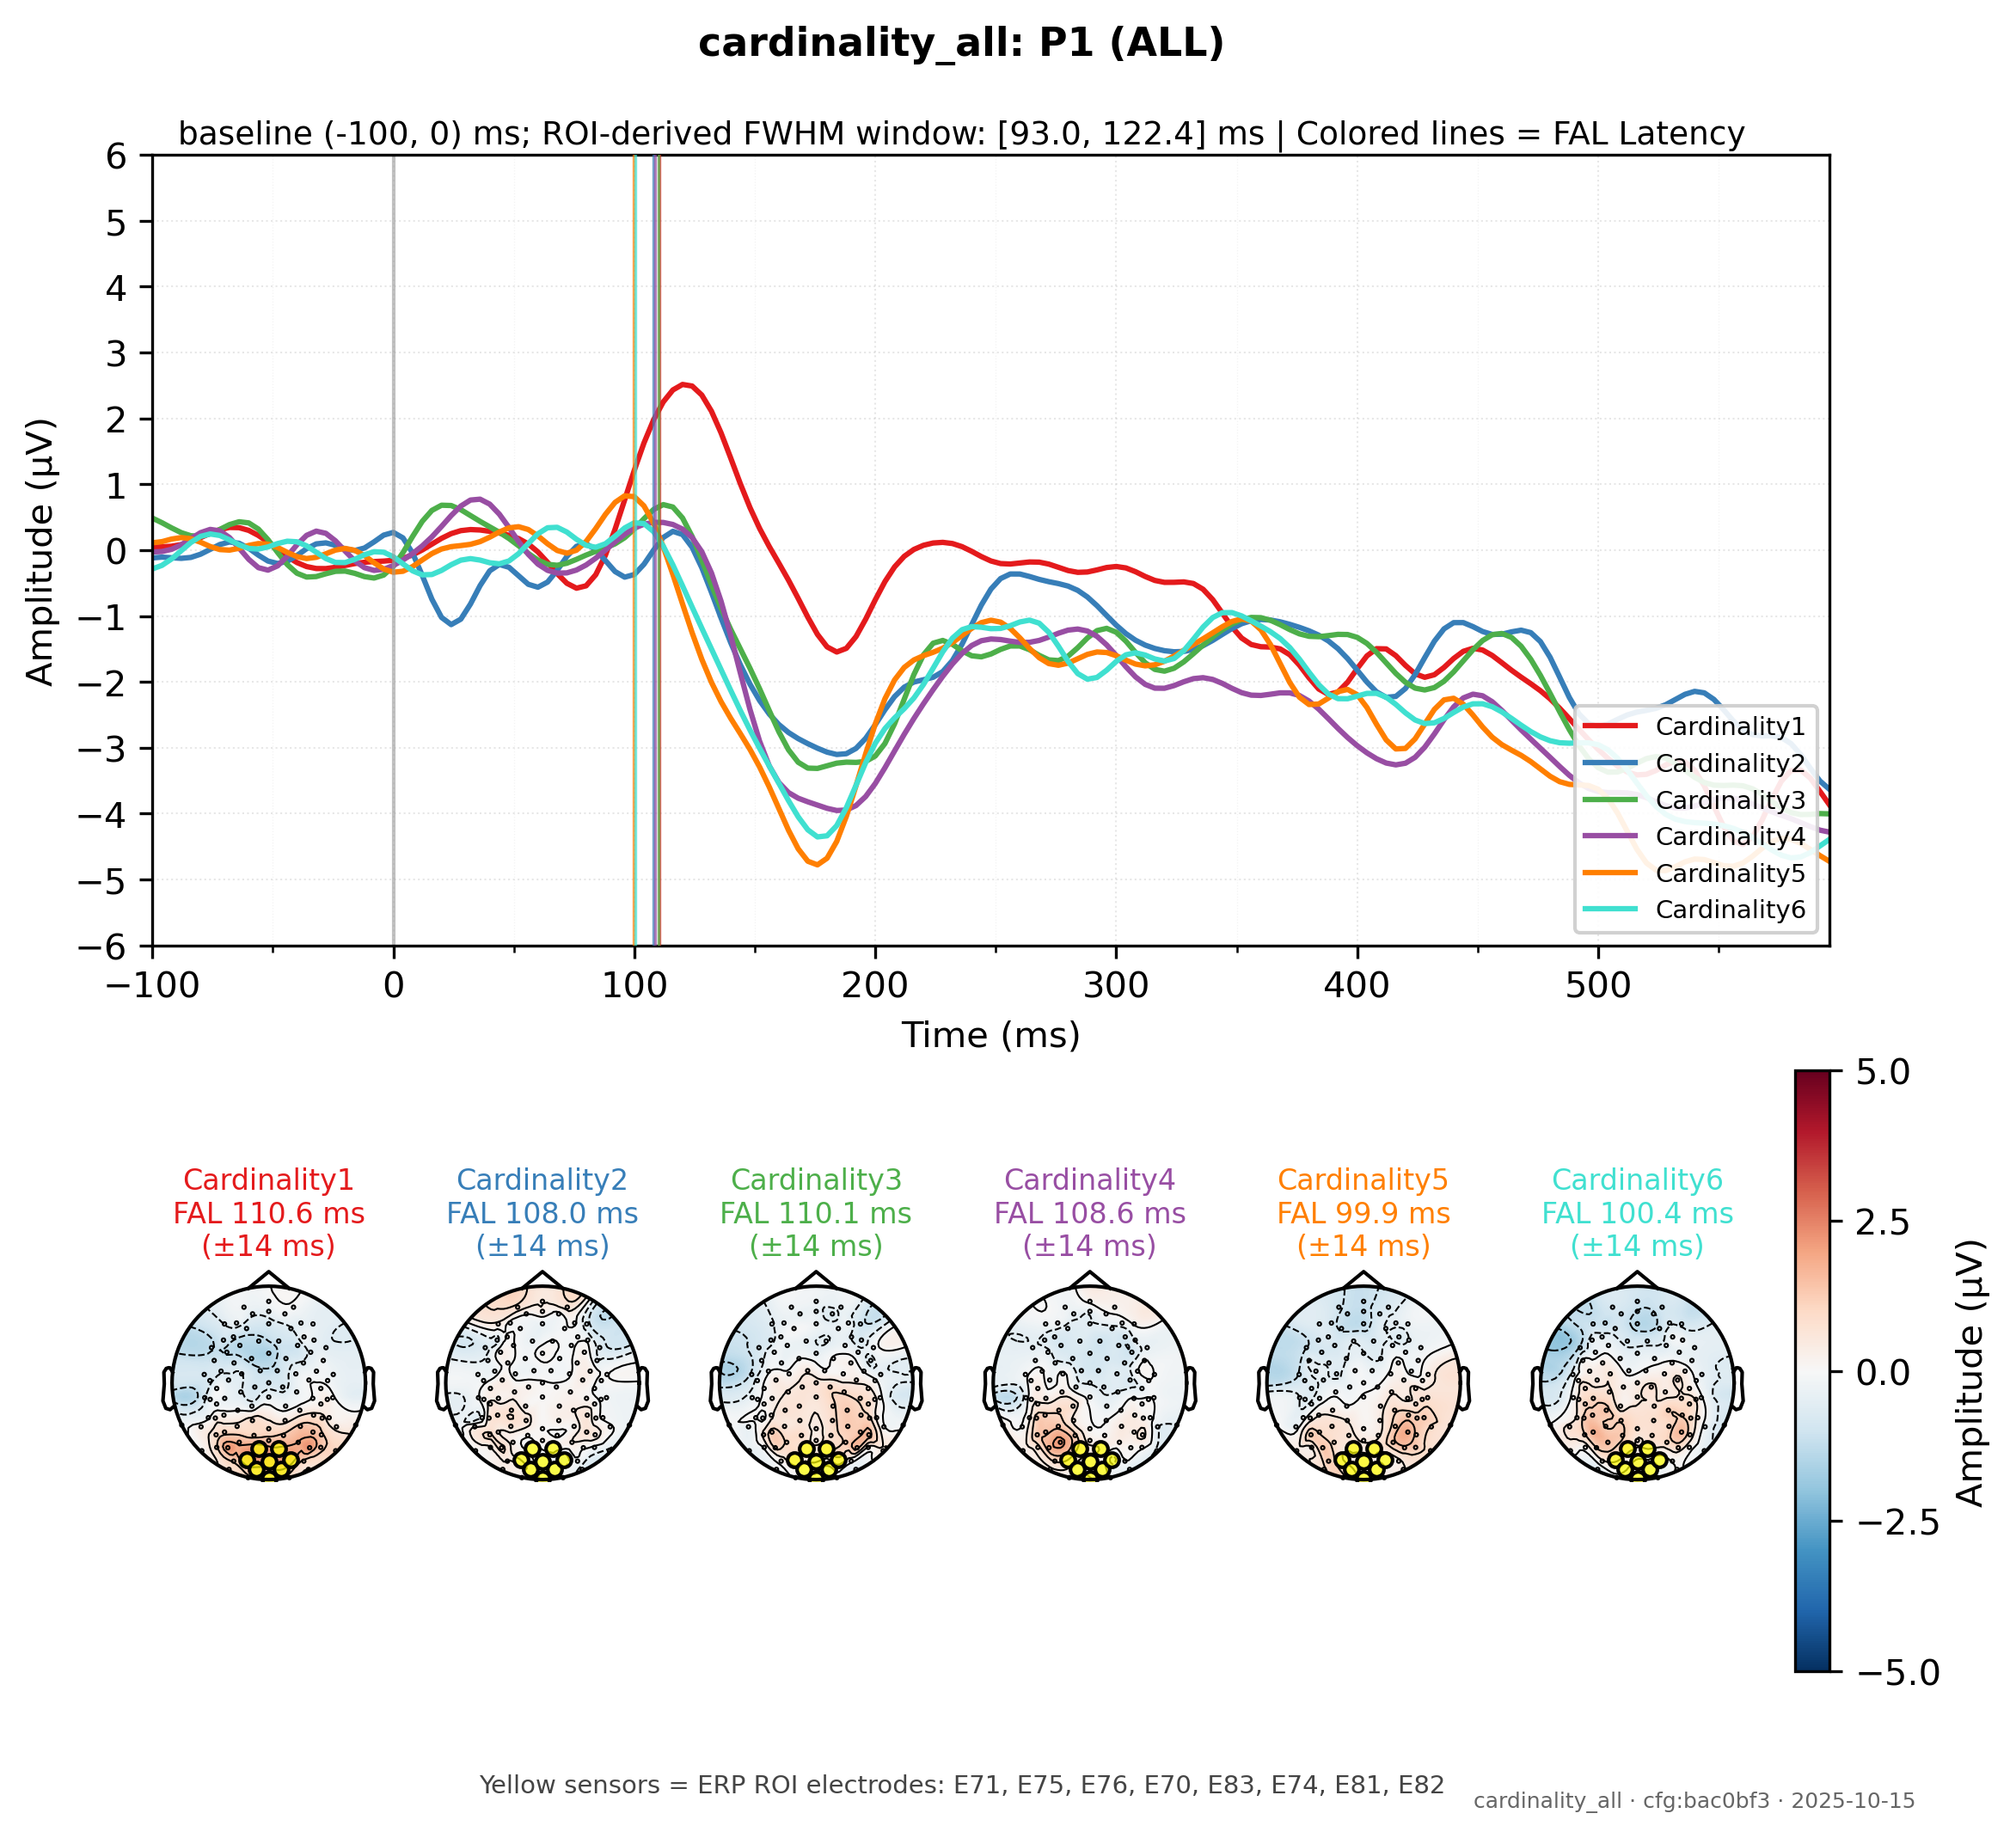 cardinality_all: P1 (ALL)
baseline (-100, 0) ms; ROI-derived FWHM window: [93.0, 122.4] ms | Colored lines = FAL Latency
6
5
4
3
2
1
0
−1
−2
−3
−4
−5
−6
Amplitude (µV)
−100
0
100
200
300
400
500
Time (ms)
Cardinality1
Cardinality2
Cardinality3
Cardinality4
Cardinality5
Cardinality6
Cardinality1
FAL 110.6 ms
(±14 ms)
Cardinality2
FAL 108.0 ms
(±14 ms)
Cardinality3
FAL 110.1 ms
(±14 ms)
Cardinality4
FAL 108.6 ms
(±14 ms)
Cardinality5
FAL 99.9 ms
(±14 ms)
Cardinality6
FAL 100.4 ms
(±14 ms)
5.0
2.5
0.0
−2.5
−5.0
Amplitude (µV)
Yellow sensors = ERP ROI electrodes: E71, E75, E76, E70, E83, E74, E81, E82
cardinality_all · cfg:bac0bf3 · 2025-10-15